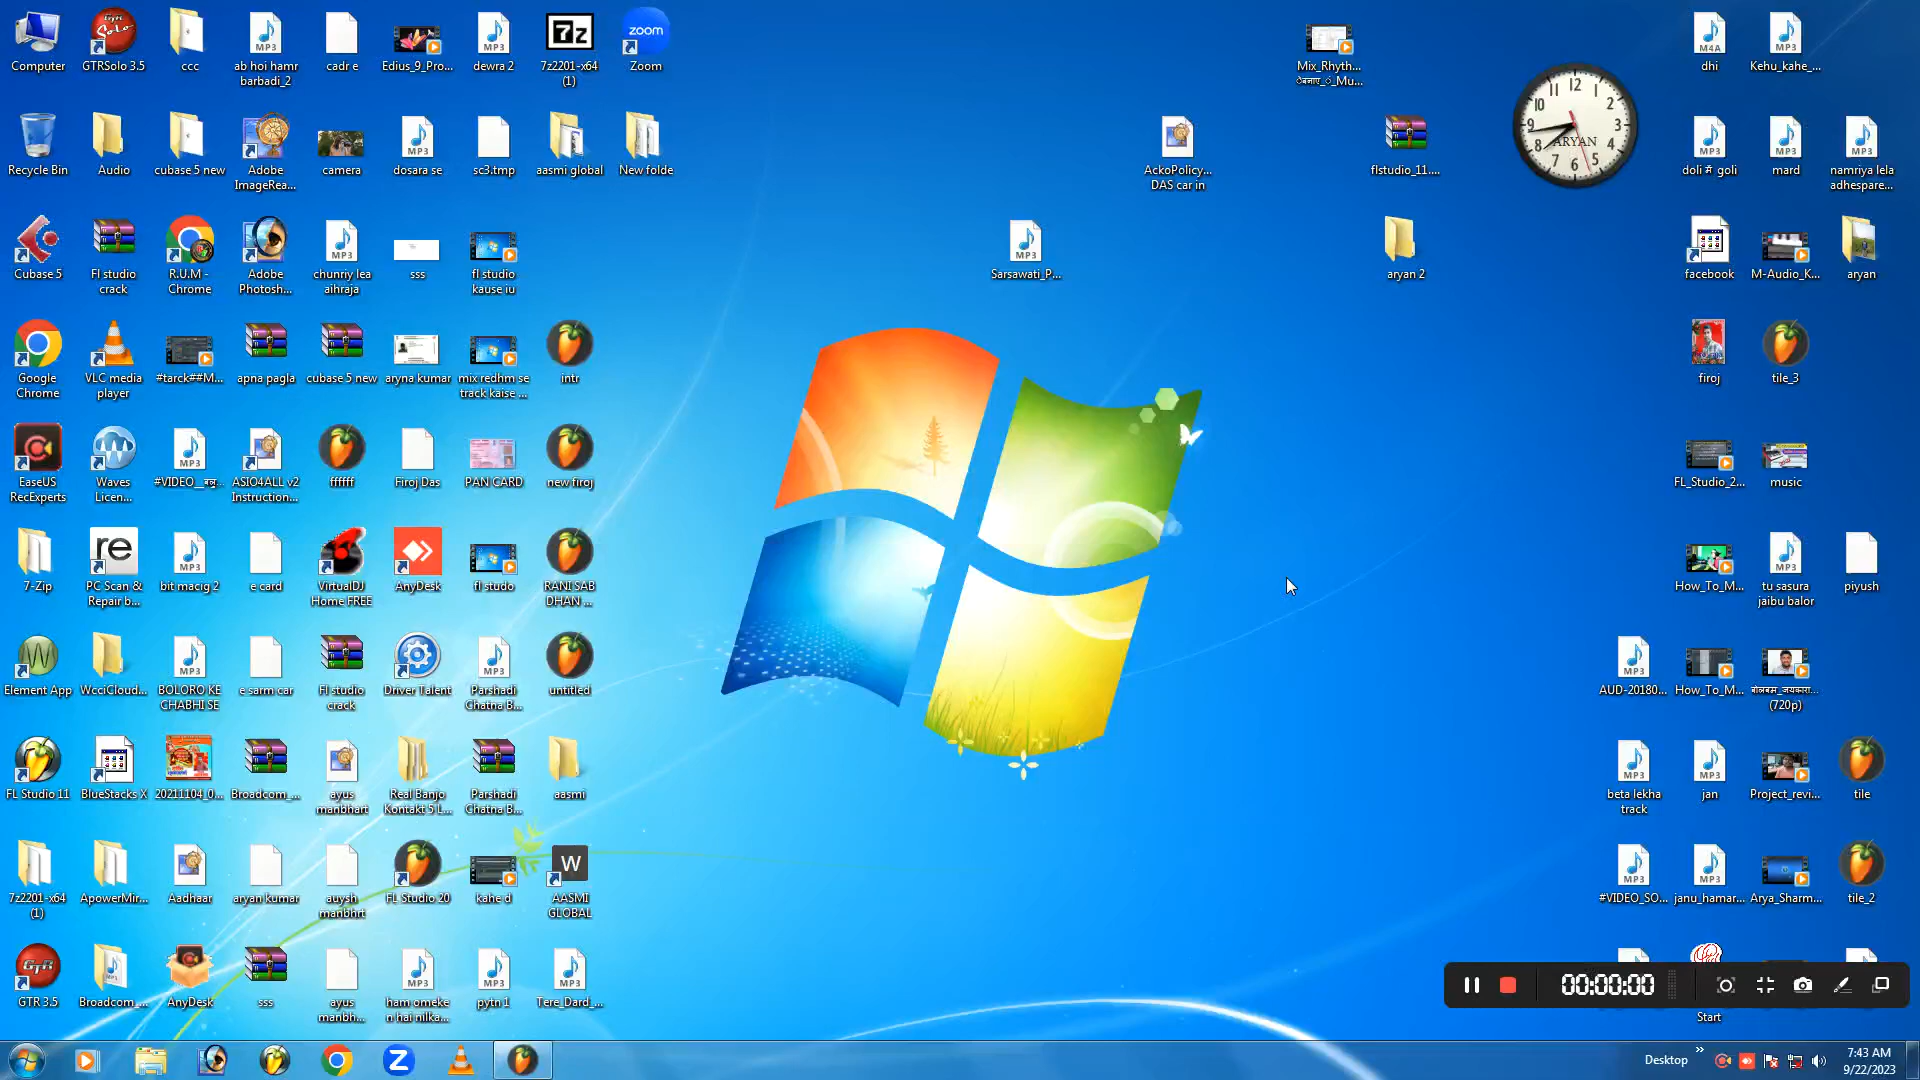 Computer
GTRSolo 3.5
ccc
ab hoi hamr
barbadi_2
cadr e
Edius_9_Pro...
dewra 2
7z2201-x64
(1)
zoom
Zoom
Mix_Rhyth...
dhi
Kehu_kahe_...
Recycle Bin
Audio
cubase 5 new
Adobe
ImageRea...
camera
dosara se
sc3.tmp
aasmi global
New folde
AckoPolicy...
DAS car in
flstudio_11....
ARYAN
doli में goli
mard
namriya lela
adhespare...
Cubase 5
Fl studio
crack
R.U.M -
Chrome
Adobe
Photosh...
chunriy lea
aihraja
sss
fl studio
kause iu
Sarsawati_P...
aryan 2
facebook
M-Audio_K...
aryan
Google
Chrome
VLC media
player
#tarck##M...
apna pagla
cubase 5 new
aryna kumar
mix redhm se
track kaise ...
intr
firoj
tile_3
EaseUS
RecExperts
Waves
Licen...
ASIO4ALL v2
Instruction...
ffffff
Firoj Das
PAN CARD
new firoj
FL_Studio_2...
music
7-Zip
PC Scan &
Repair b...
bit macig 2
e card
VirtualDJ
Home FREE
AnyDesk
fl studo
RANI SAB
DHAN ...
How_To_M...
tu sasura
jaibu balor
piyush
Element App
WcciCloud...
BOLORO KE
CHABHI SE
e sarm car
Fl studio
crack
Driver Talent
Parshadi
Chatna B...
untitled
AUD-20180...
How_To_M...
(720p)
FL Studio 11
BlueStacks X
20211104_0...
Broadcom_...
ayus
manbhart
Real Banjo
Kontakt 5 L...
Parshadi
Chatna B...
aasmi
beta lekha
track
jan
Project_revi...
tile
7z2201-x64
(1)
ApowerMir...
Aadhaar
aryan kumar
auysh
manbhrt
FL Studio 20
kahe d
AASMI
GLOBAL
#VIDEO_SO...
janu_hamar...
Arya_Sharm...
tile_2
GTR 3.5
Broadcom_...
AnyDesk
sss
ayus
manbh...
ham omeke
n hai nilka...
pytn 1
Tere_Dard_...
00:00:00
Start
Desktop
7:43 AM
9/22/2023